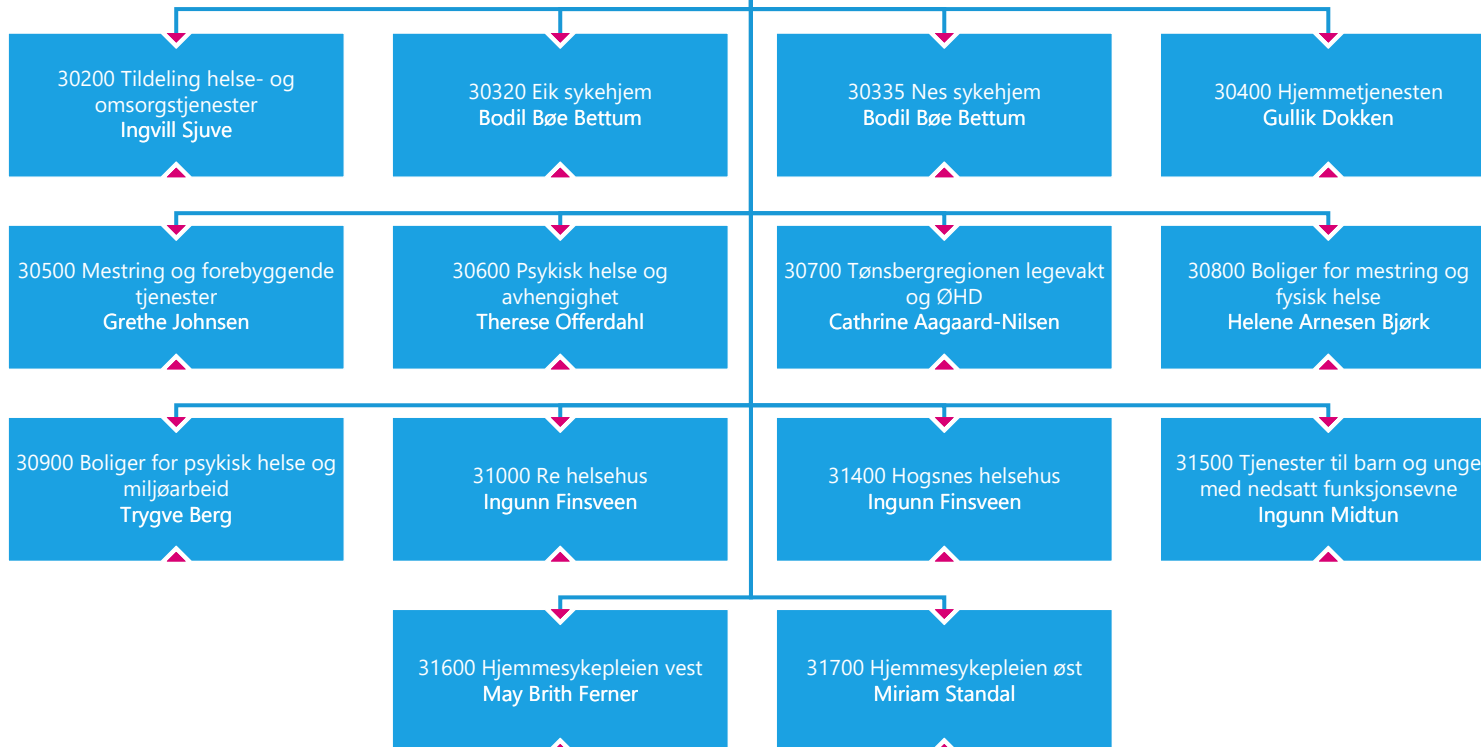 30200 Tildeling helse- og
omsorgstjenester
Ingvill Sjuve
30320 Eik sykehjem
Bodil Bøe Bettum
30335 Nes sykehjem
Bodil Bøe Bettum
30400 Hjemmetjenesten
Gullik Dokken
30500 Mestring og forebyggende
tjenester
Grethe Johnsen
30600 Psykisk helse og
avhengighet
Therese Offerdahl
30700 Tønsbergregionen legevakt
og ØHD
Cathrine Aagaard-Nilsen
30800 Boliger for mestring og
fysisk helse
Helene Arnesen Bjørk
30900 Boliger for psykisk helse og
miljøarbeid
Trygve Berg
31000 Re helsehus
Ingunn Finsveen
31400 Hogsnes helsehus
Ingunn Finsveen
31500 Tjenester til barn og unge
med nedsatt funksjonsevne
Ingunn Midtun
31600 Hjemmesykepleien vest
May Brith Ferner
31700 Hjemmesykepleien øst
Miriam Standal